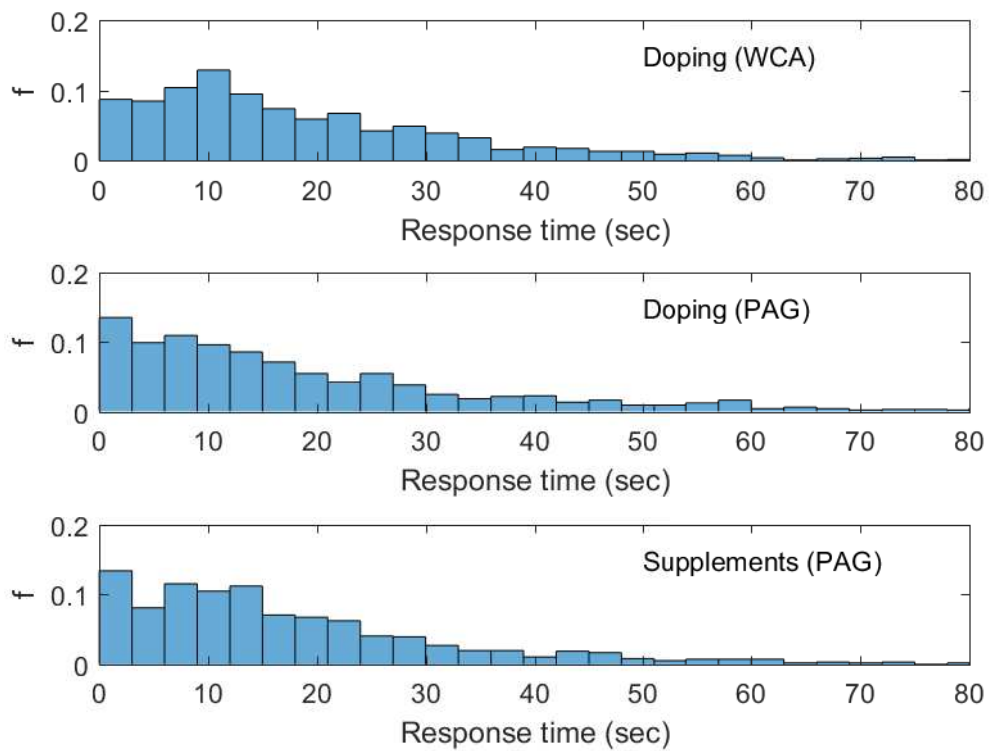 0.2
Doping (WCA)
f
0.1
0
0 10 20 30 40 50 60 70 80
Response time (sec)
0.2
Doping (PAG)
f
0.1
0
0 10 20 30 40 50 60 70 80
Response time (sec)
0.2
Supplements (PAG)
f
0.1
0
0 10 20 30 40 50 60 70 80
Response time (sec)